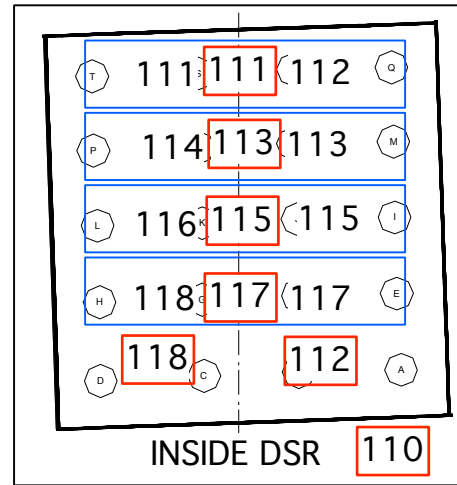 T 111 S 111 112 Q
P 114 113 113 M
L 116 K 115 115 I
H 118 G 117 117 E
D 118 C 112 A
INSIDE DSR 110